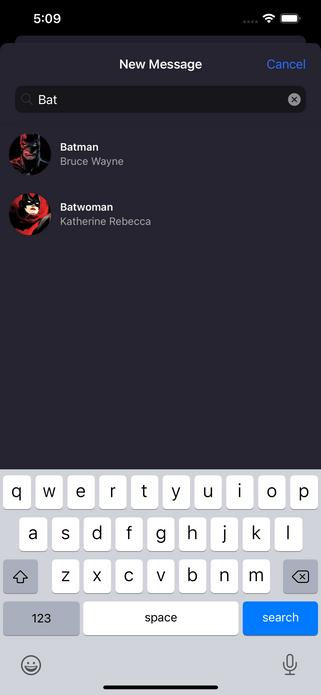 5:09
New Message
Cancel
Bat
Batman
Bruce Wayne
Batwoman
Katherine Rebecca
q w e r t y u i o p
a s d f g h j k l
z x c v b n m
123 space search